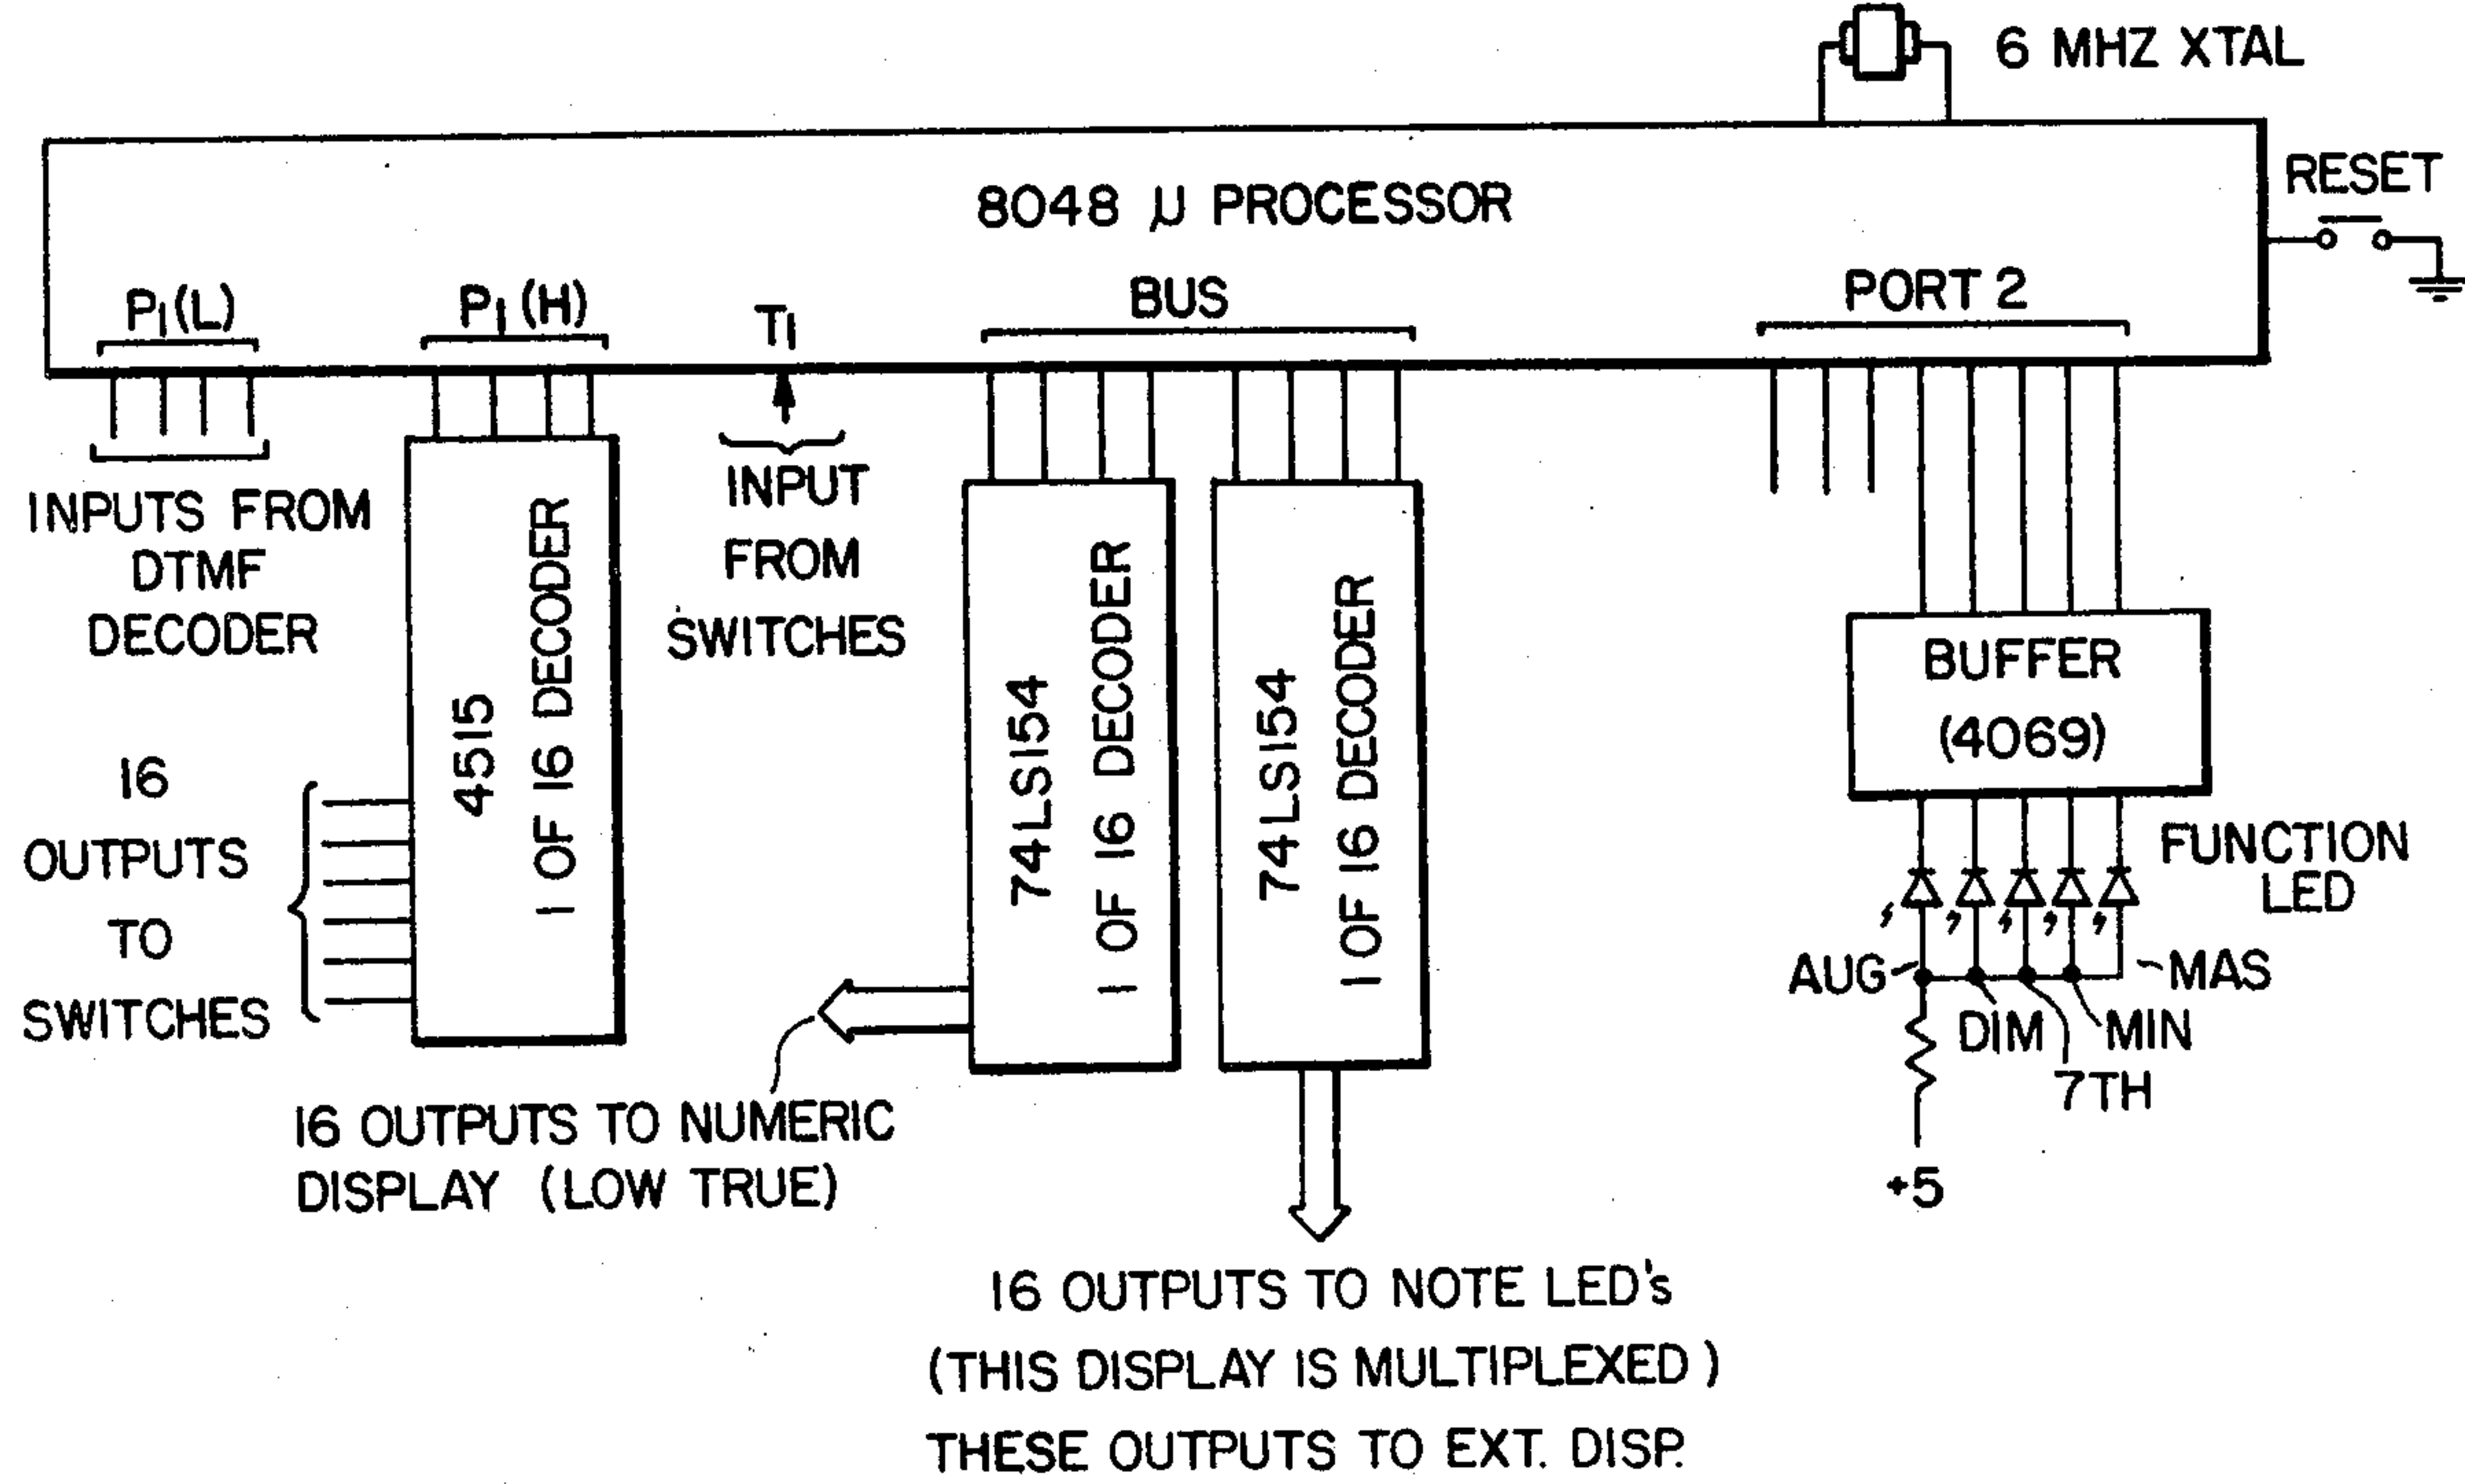 6 MHZ XTAL
8048 μ PROCESSOR
RESET
P1(L)
P1(H)
T1
BUS
PORT 2
INPUTS FROM
DTMF
DECODER
4515
1 OF 16 DECODER
INPUT
FROM
SWITCHES
74LS154
1 OF 16 DECODER
74LS154
1 OF 16 DECODER
BUFFER
(4069)
16
OUTPUTS
TO
SWITCHES
FUNCTION
LED
AUG
MAS
DIM
MIN
7TH
+5
16 OUTPUTS TO NUMERIC
DISPLAY (LOW TRUE)
16 OUTPUTS TO NOTE LED's
(THIS DISPLAY IS MULTIPLEXED)
THESE OUTPUTS TO EXT. DISP.